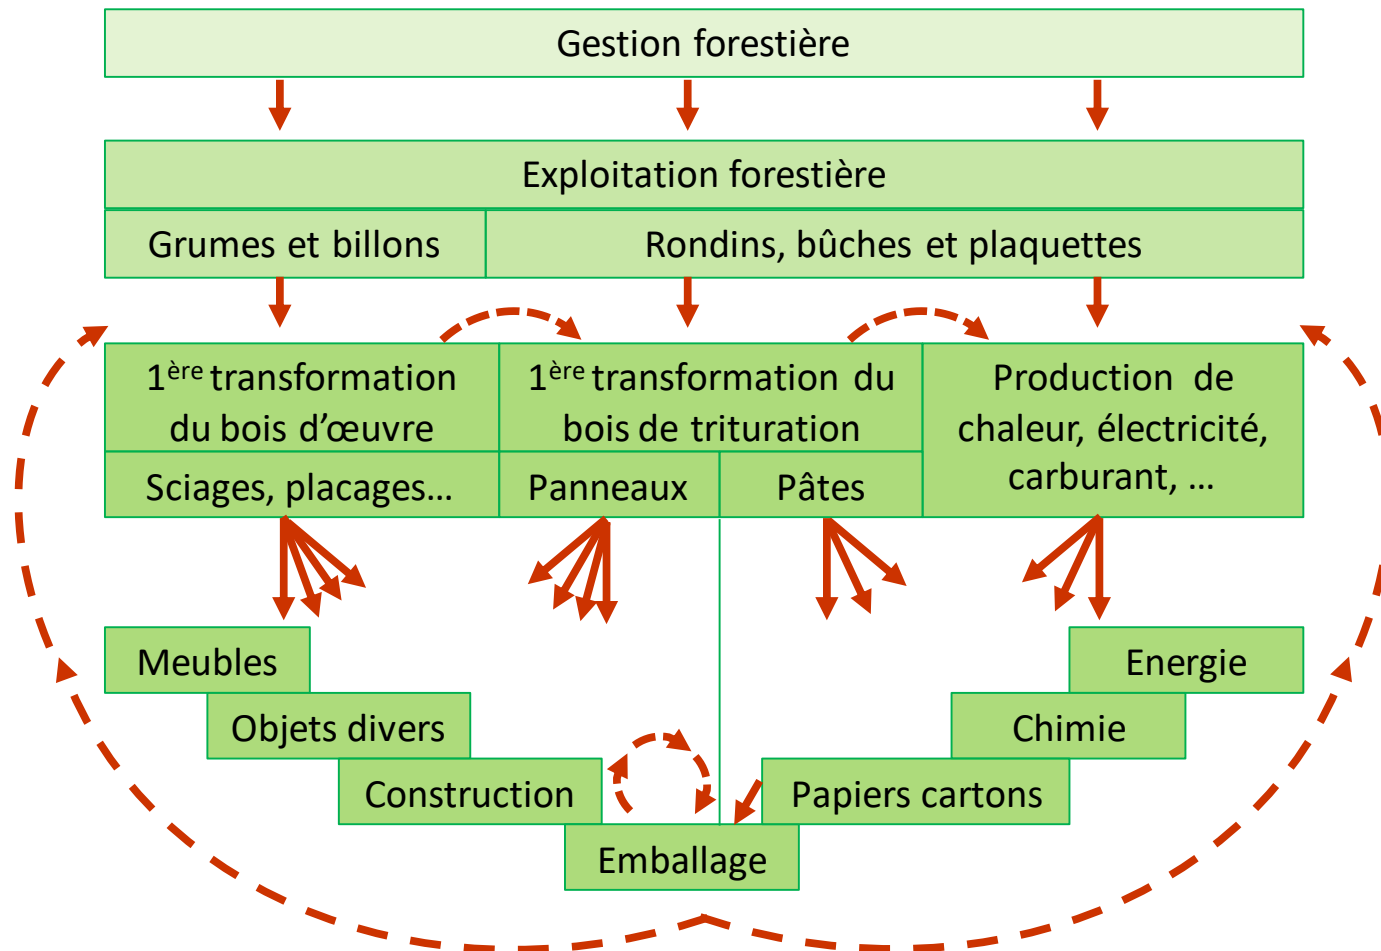 Gestion forestière
Exploitation forestière
Grumes et billons
Rondins, bûches et plaquettes
1ère transformation
du bois d’œuvre
1ère transformation du
bois de trituration
Production de
chaleur, électricité,
carburant, ...
Sciages, placages...
Panneaux
Pâtes
Meubles
Energie
Objets divers
Chimie
Construction
Papiers cartons
Emballage